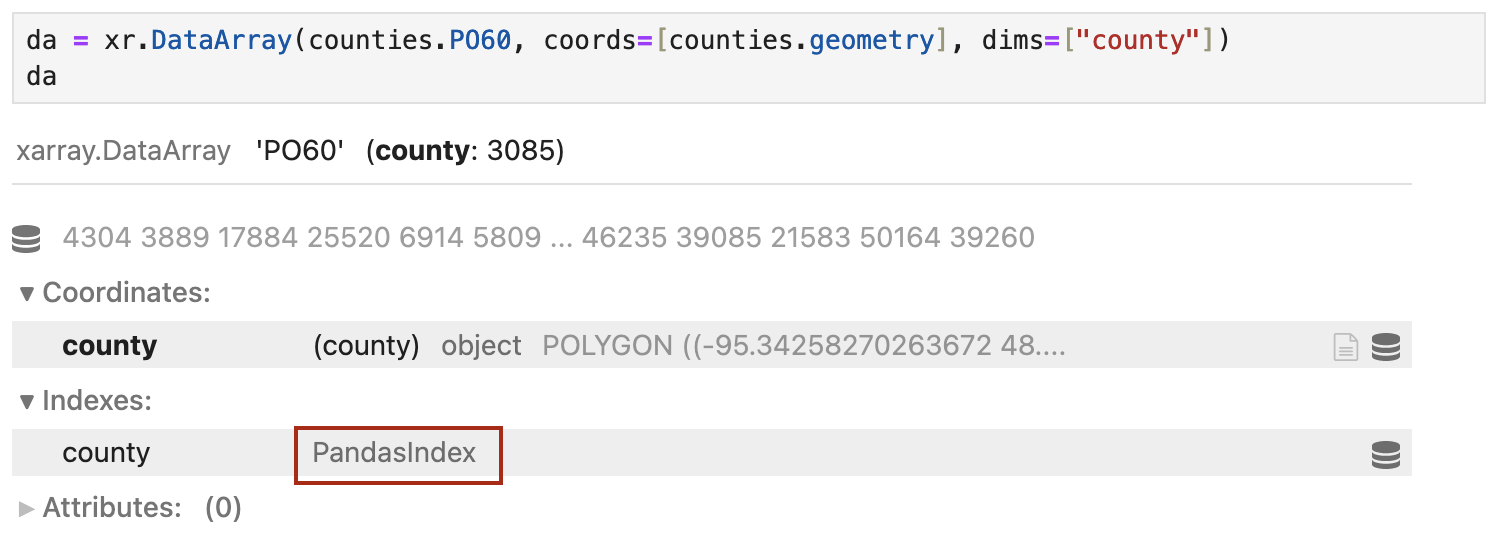 da = xr.DataArray(counties.PO60, coords=[counties.geometry], dims=["county"])
da
xarray.DataArray 'PO60' (county: 3085)
4304 3889 17884 25520 6914 5809 ... 46235 39085 21583 50164 39260
▼ Coordinates:
county (county) object POLYGON ((-95.34258270263672 48....
▼ Indexes:
county PandasIndex
► Attributes: (0)